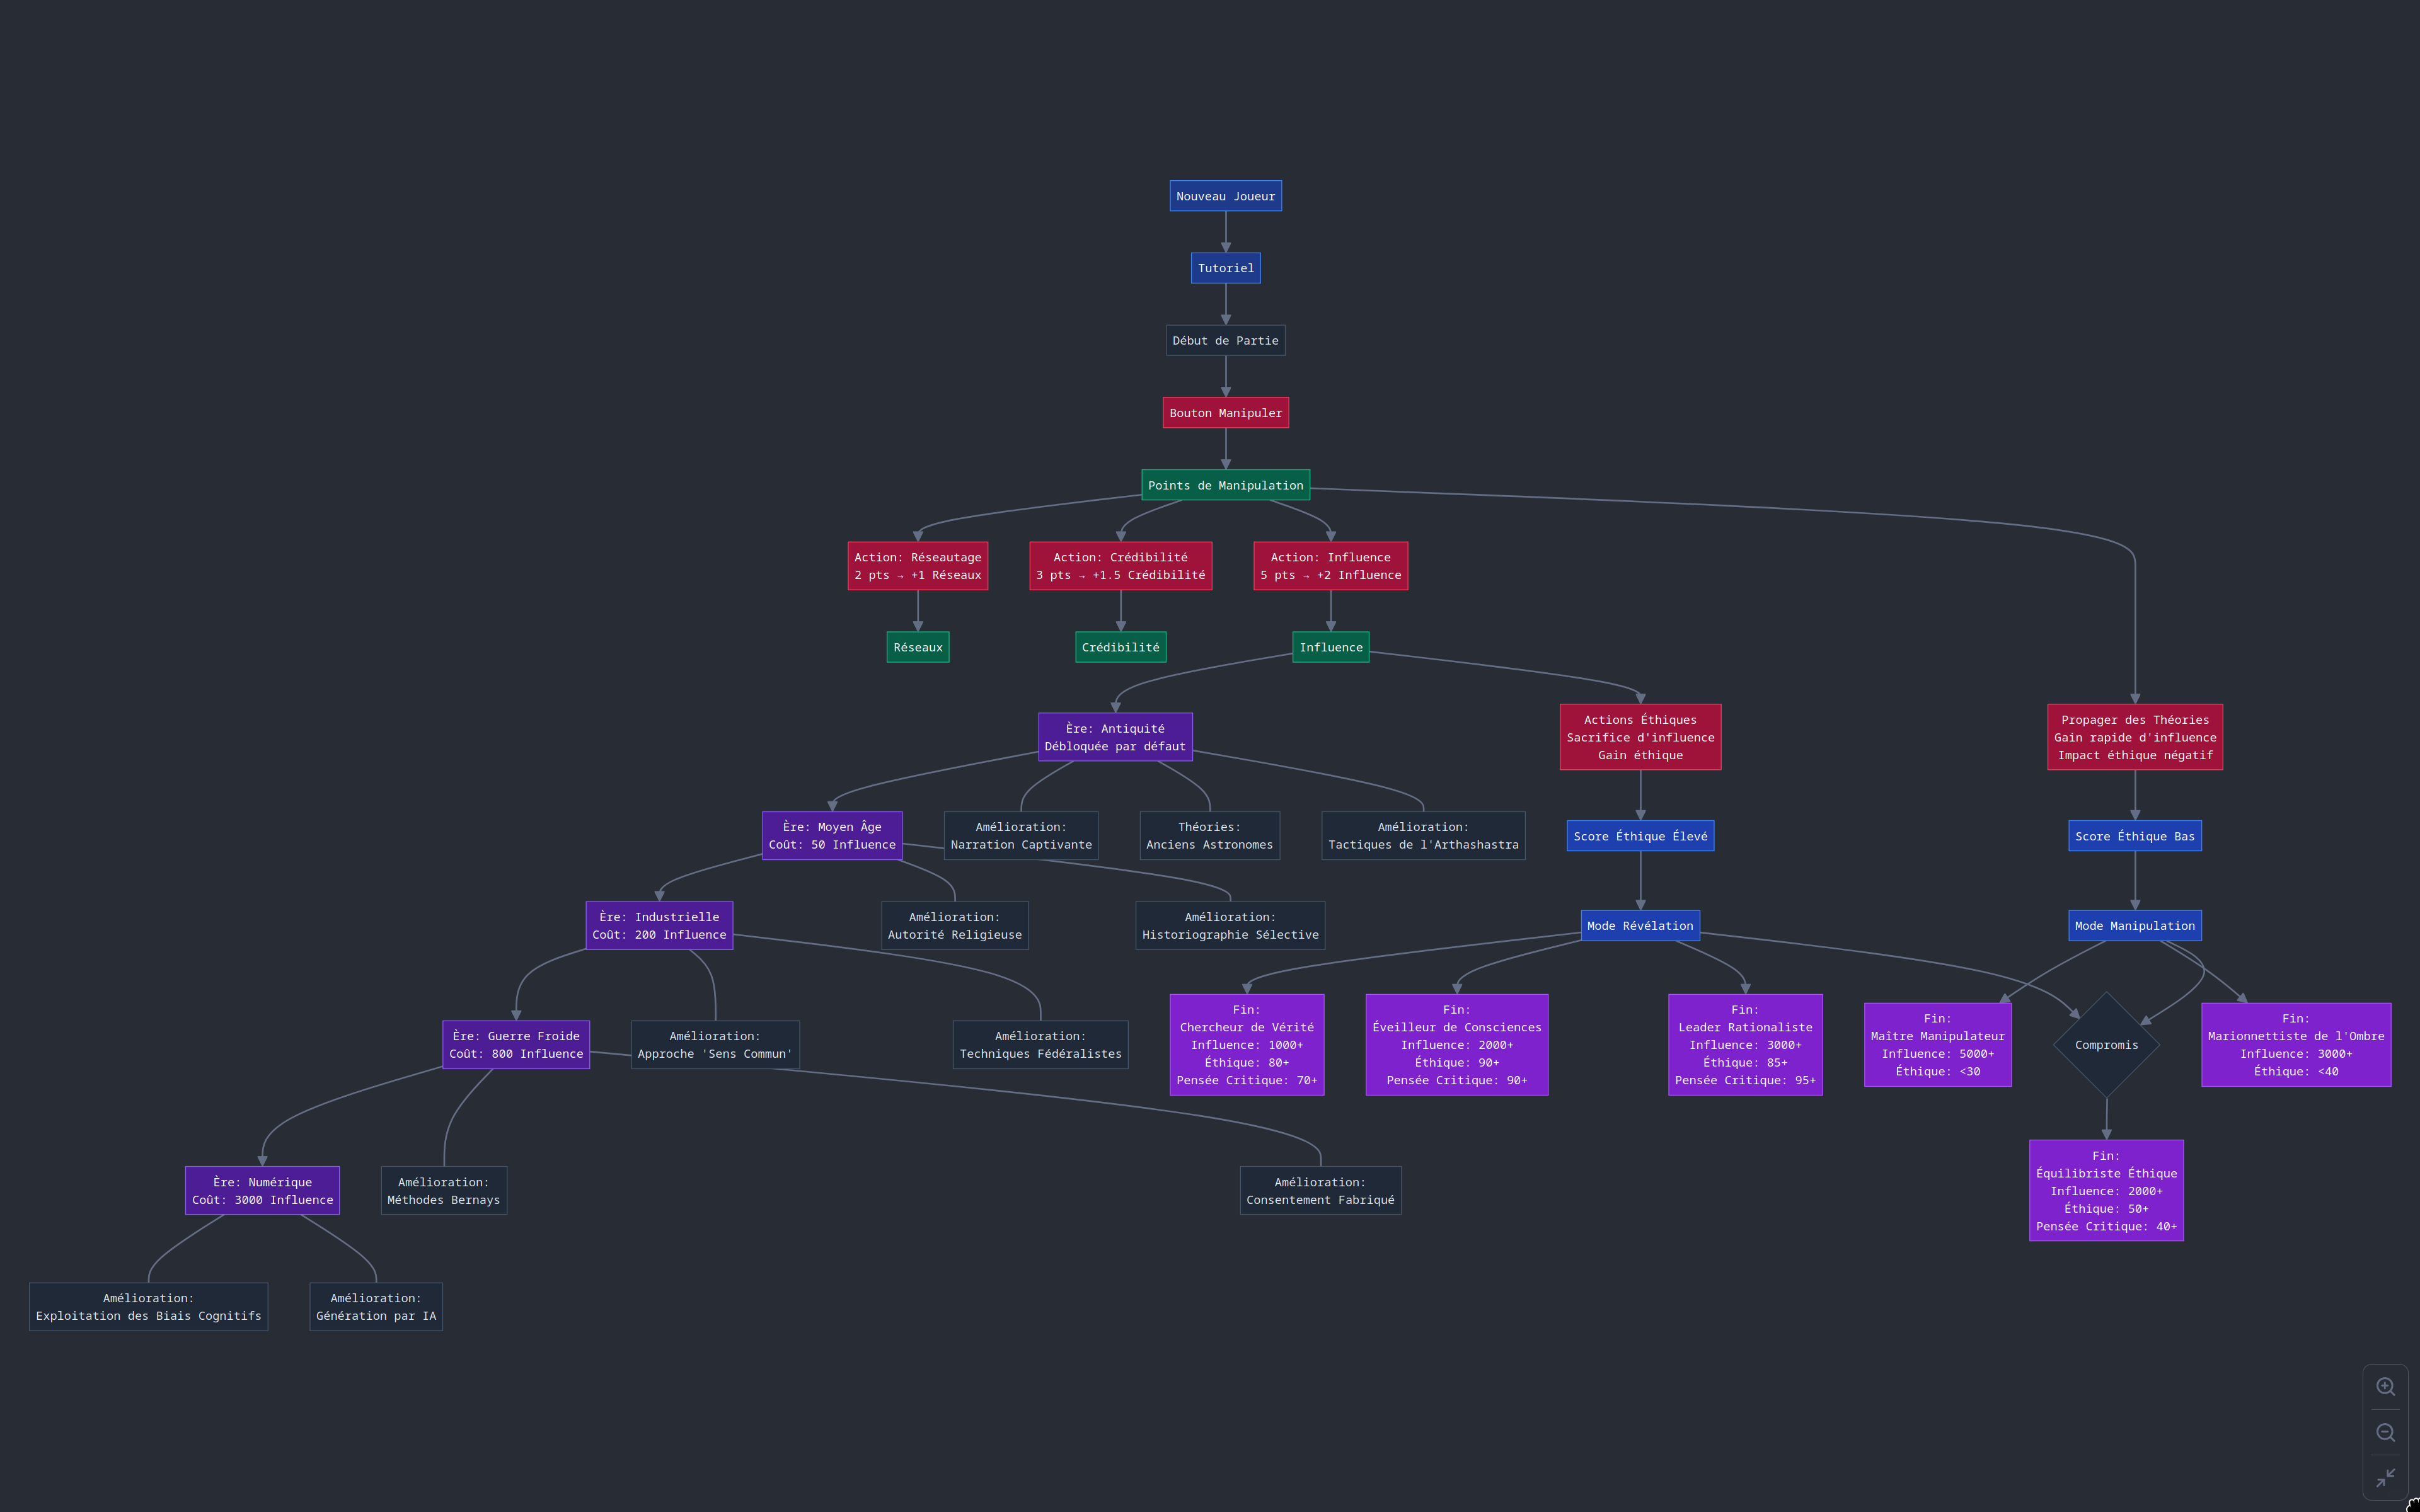 Nouveau Joueur
Tutoriel
Début de Partie
Bouton Manipuler
Points de Manipulation
Action: Réseautage
2 pts → +1 Réseaux
Action: Crédibilité
3 pts → +1.5 Crédibilité
Action: Influence
5 pts → +2 Influence
Réseaux
Crédibilité
Influence
Ère: Antiquité
Débloquée par défaut
Actions Éthiques
Sacrifice d'influence
Gain éthique
Propager des Théories
Gain rapide d'influence
Impact éthique négatif
Ère: Moyen Âge
Coût: 50 Influence
Amélioration:
Narration Captivante
Théories:
Anciens Astronomes
Amélioration:
Tactiques de l'Arthashastra
Score Éthique Élevé
Score Éthique Bas
Ère: Industrielle
Coût: 200 Influence
Amélioration:
Autorité Religieuse
Amélioration:
Historiographie Sélective
Mode Révélation
Mode Manipulation
Ère: Guerre Froide
Coût: 800 Influence
Amélioration:
Approche 'Sens Commun'
Amélioration:
Techniques Fédéralistes
Fin:
Chercheur de Vérité
Influence: 1000+
Éthique: 80+
Pensée Critique: 70+
Fin:
Éveilleur de Consciences
Influence: 2000+
Éthique: 90+
Pensée Critique: 90+
Fin:
Leader Rationaliste
Influence: 3000+
Éthique: 85+
Pensée Critique: 95+
Fin:
Maître Manipulateur
Influence: 5000+
Éthique: <30
Compromis
Fin:
Marionnettiste de l'Ombre
Influence: 3000+
Éthique: <40
Ère: Numérique
Coût: 3000 Influence
Amélioration:
Méthodes Bernays
Amélioration:
Consentement Fabriqué
Fin:
Équilibriste Éthique
Influence: 2000+
Éthique: 50+
Pensée Critique: 40+
Amélioration:
Exploitation des Biais Cognitifs
Amélioration:
Génération par IA